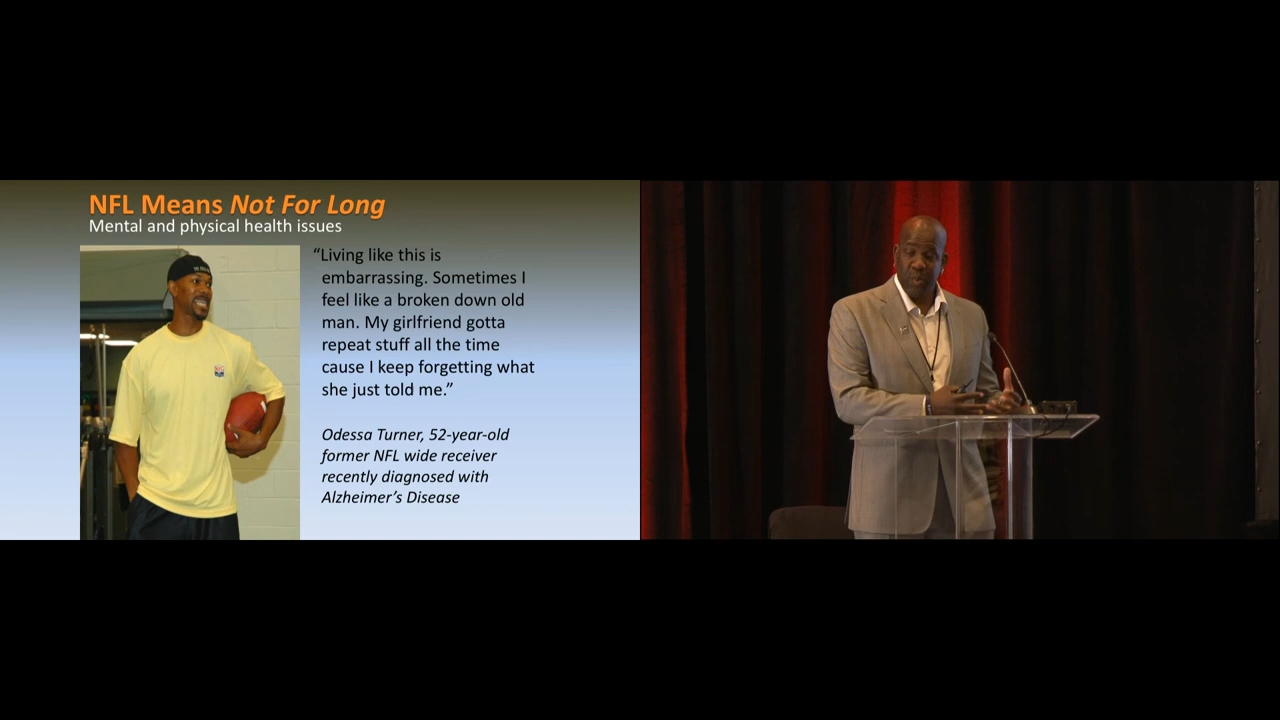 NFL Means Not For Long
Mental and physical health issues
“Living like this is
embarrassing. Sometimes I
feel like a broken down old
man. My girlfriend gotta
repeat stuff all the time
cause I keep forgetting what
she just told me.”
Odessa Turner, 52-year-old
former NFL wide receiver
recently diagnosed with
Alzheimer’s Disease